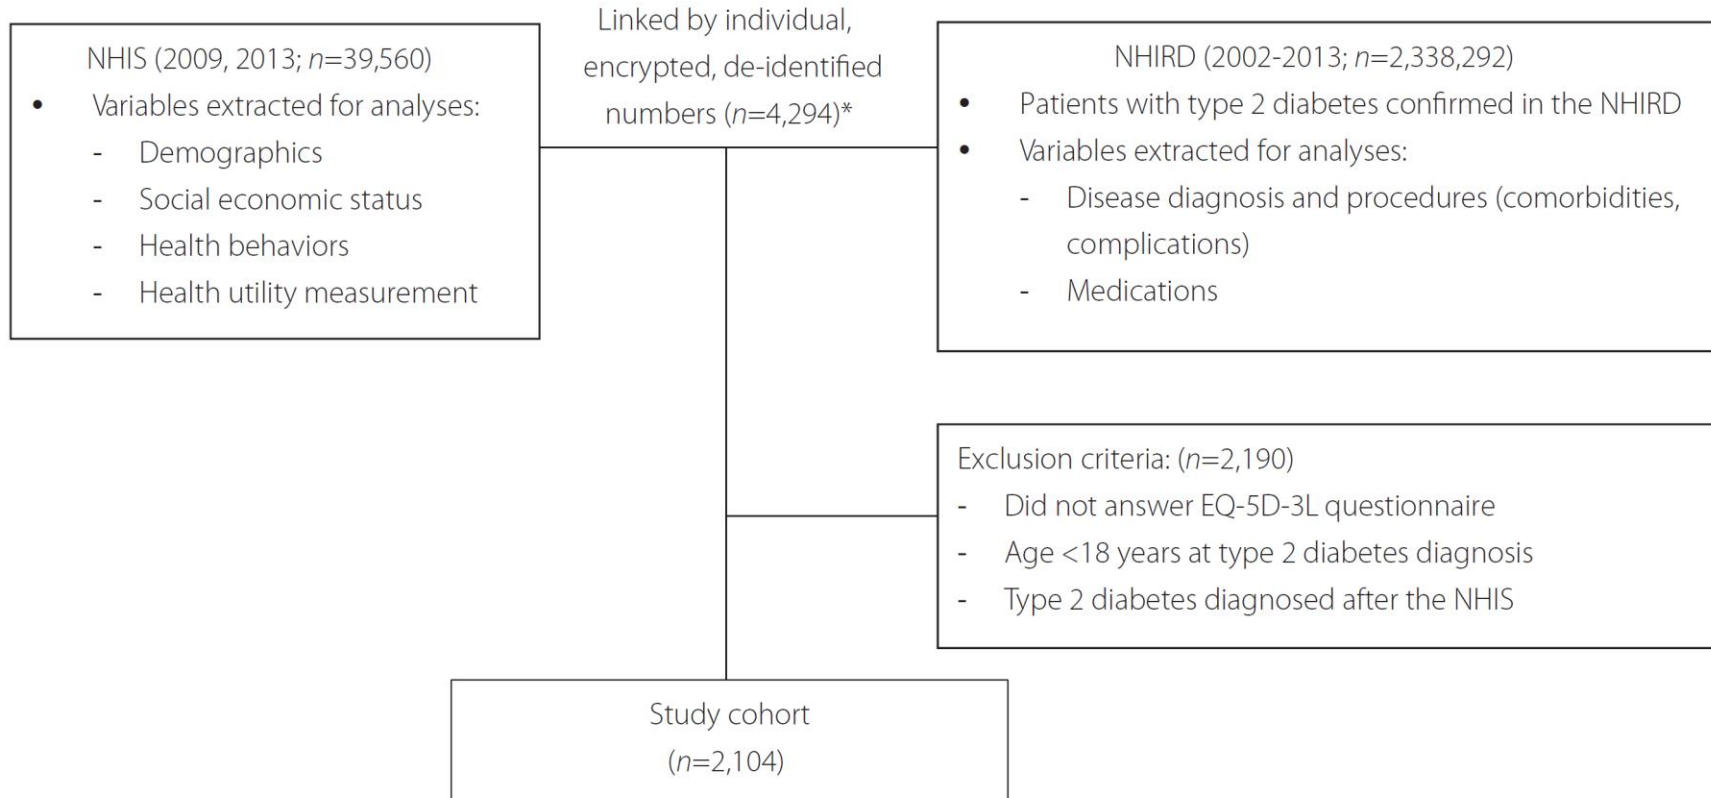 NHIS (2009, 2013; n=39,560)
• Variables extracted for analyses:
- Demographics
- Social economic status
- Health behaviors
- Health utility measurement
Linked by individual,
encrypted, de-identified
numbers (n=4,294)*
NHIRD (2002-2013; n=2,338,292)
• Patients with type 2 diabetes confirmed in the NHIRD
• Variables extracted for analyses:
- Disease diagnosis and procedures (comorbidities,
complications)
- Medications
Exclusion criteria: (n=2,190)
- Did not answer EQ-5D-3L questionnaire
- Age <18 years at type 2 diabetes diagnosis
- Type 2 diabetes diagnosed after the NHIS
Study cohort
(n=2,104)